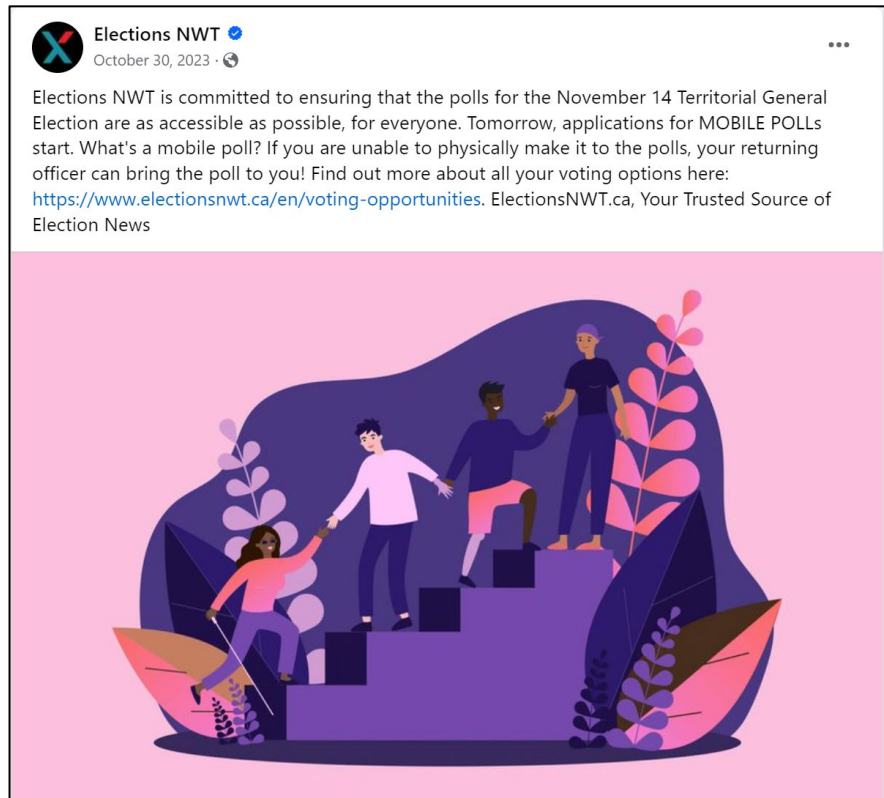 Elections NWT
October 30, 2023 ·
Elections NWT is committed to ensuring that the polls for the November 14 Territorial General
Election are as accessible as possible, for everyone. Tomorrow, applications for MOBILE POLLs
start. What's a mobile poll? If you are unable to physically make it to the polls, your returning
officer can bring the poll to you! Find out more about all your voting options here:
https://www.electionsnwt.ca/en/voting-opportunities. ElectionsNWT.ca, Your Trusted Source of
Election News